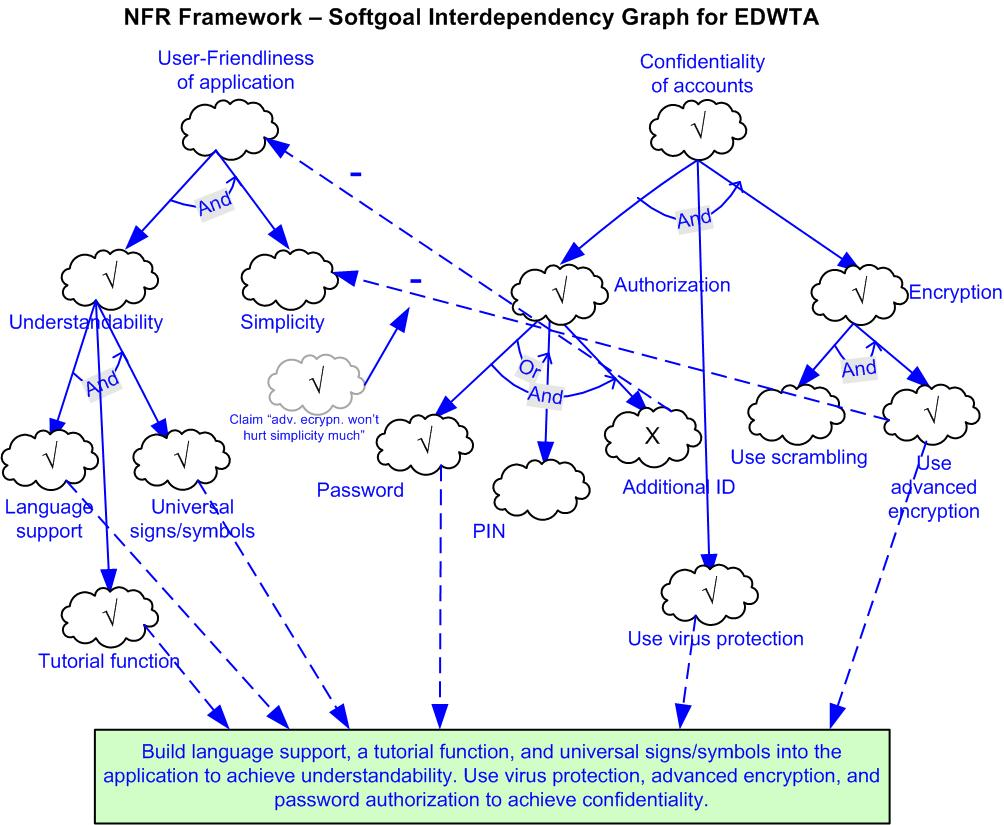 NFR Framework – Softgoal Interdependency Graph for EDWTA
User-Friendliness
of application
Confidentiality
of accounts
√
-
And
And
√
Understandability
Simplicity
-
√
Authorization
√
Encryption
And
√
Claim “adv. ecrypn. won’t
hurt simplicity much”
Or
And
And
√
Language
support
√
Universal
signs/symbols
√
Password
PIN
X
Additional ID
Use scrambling
√
Use
advanced
encryption
√
Tutorial function
√
Use virus protection
Build language support, a tutorial function, and universal signs/symbols into the
application to achieve understandability. Use virus protection, advanced encryption, and
password authorization to achieve confidentiality.